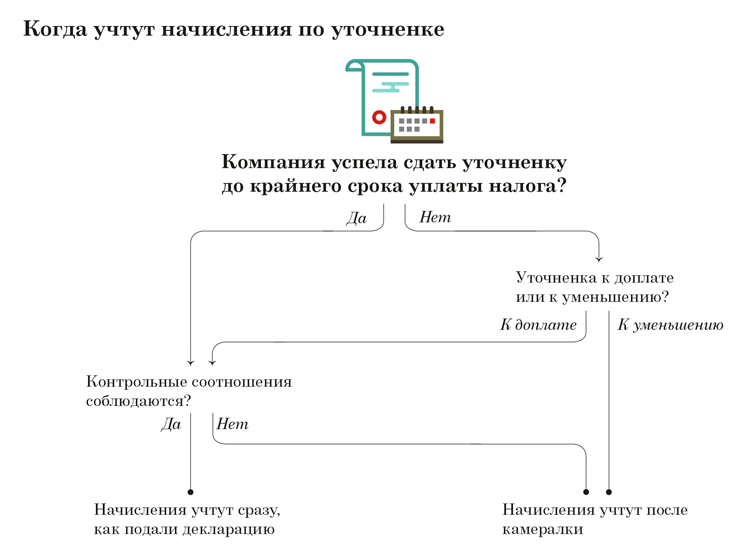 Когда учтут начисления по уточненке
Компания успела сдать уточненку
до крайнего срока уплаты налога?
Да
Нет
Уточненка к доплате
или к уменьшению?
К доплате
К уменьшению
Контрольные соотношения
соблюдаются?
Да
Нет
Начисления учтут сразу,
как подали декларацию
Начисления учтут после
камералки